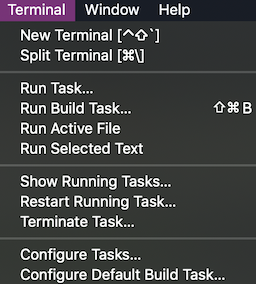 Terminal Window Help
New Terminal [^⇧`]
Split Terminal [⌘\]
Run Task...
Run Build Task... ⇧⌘B
Run Active File
Run Selected Text
Show Running Tasks...
Restart Running Task...
Terminate Task...
Configure Tasks...
Configure Default Build Task...